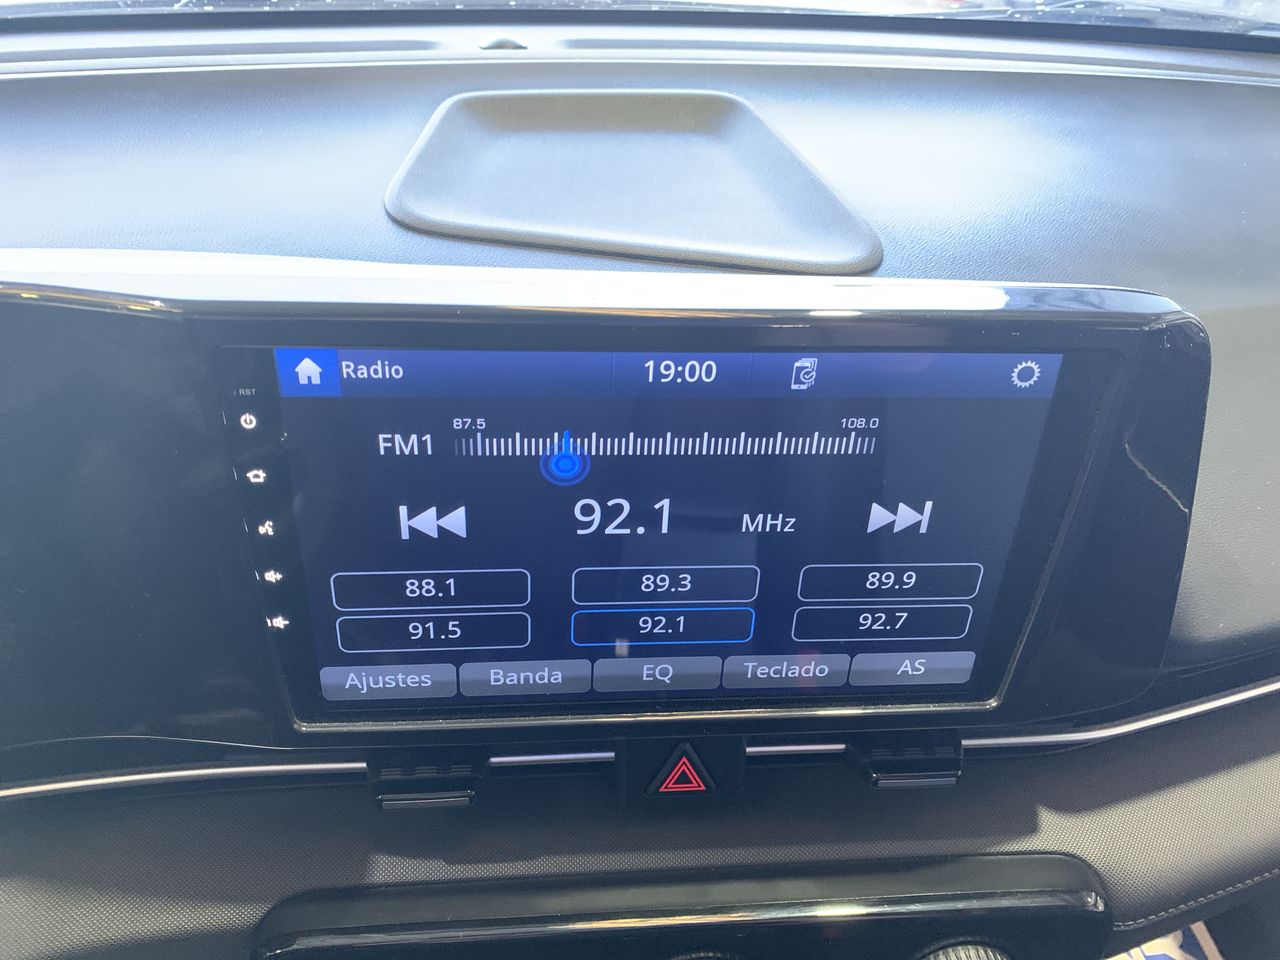 Radio 19:00
87.5 108.0
FM1
92.1 MHz
88.1 89.3 89.9
91.5 92.1 92.7
Ajustes Banda EQ Teclado AS
RST